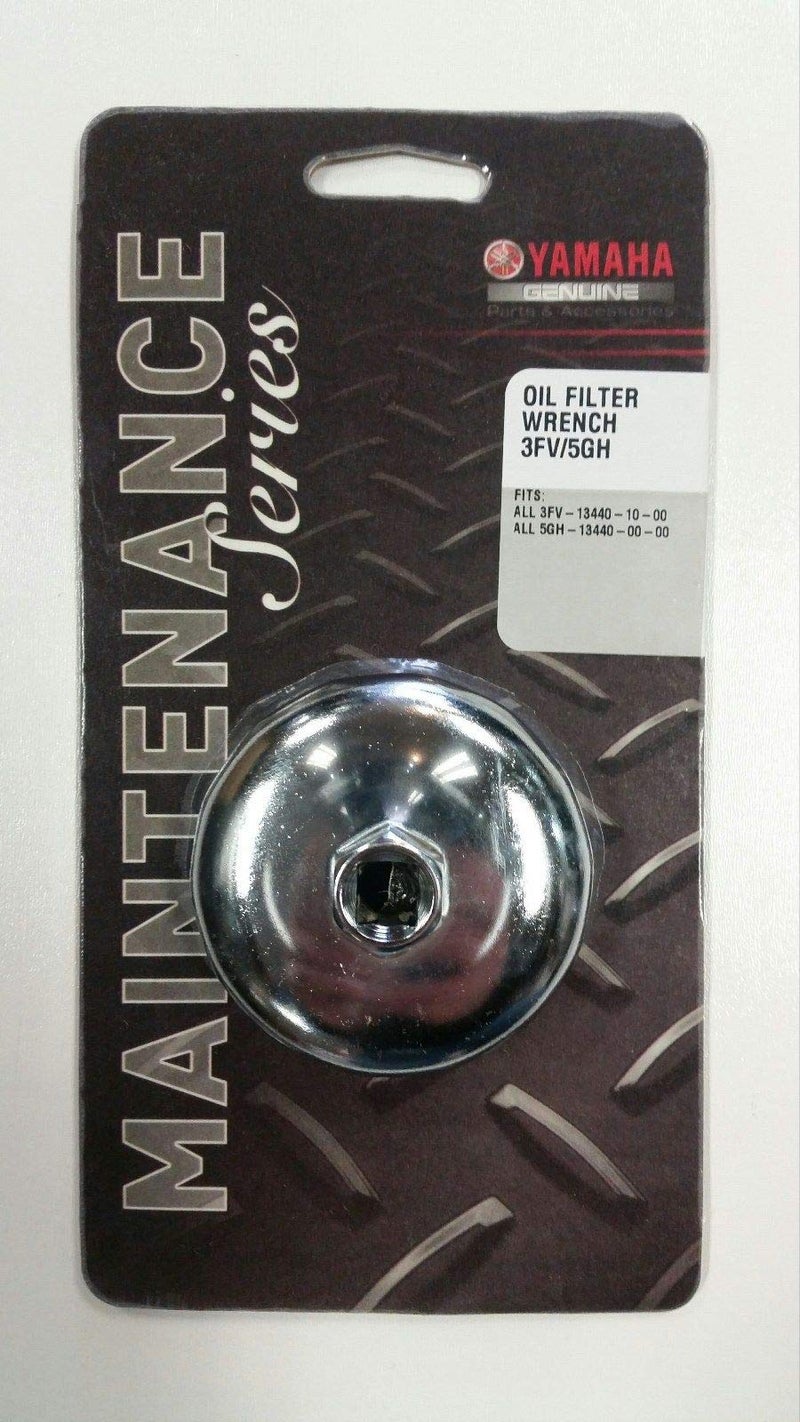 MAINTENANCE
Series
YAMAHA
GENUINE
Parts & Accessories
OIL FILTER
WRENCH
3FV/5GH
FITS:
ALL 3FV-13440-10-00
ALL 5GH-13440-00-00